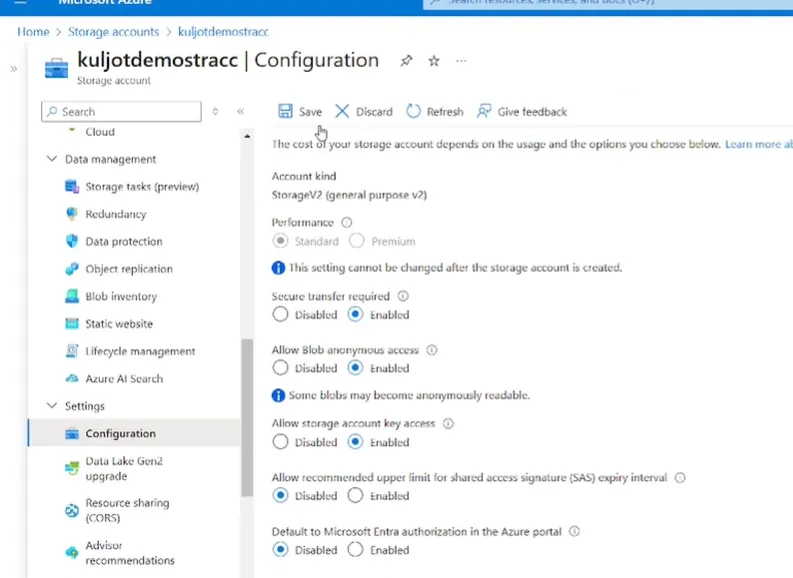 Microsoft Azure
Search resources, services, and docs (G+/)
Home > Storage accounts > kuljotdemostracc
kuljotdemostracc | Configuration
Storage account
Search
Cloud
Data management
Storage tasks (preview)
Redundancy
Data protection
Object replication
Blob inventory
Static website
Lifecycle management
Azure AI Search
Settings
Configuration
Data Lake Gen2
upgrade
Resource sharing
(CORS)
Advisor
recommendations
Save Discard Refresh Give feedback
The cost of your storage account depends on the usage and the options you choose below. Learn more
Account kind
StorageV2 (general purpose v2)
Performance
Standard Premium
This setting cannot be changed after the storage account is created.
Secure transfer required
Disabled Enabled
Allow Blob anonymous access
Disabled Enabled
Some blobs may become anonymously readable.
Allow storage account key access
Disabled Enabled
Allow recommended upper limit for shared access signature (SAS) expiry interval
Disabled Enabled
Default to Microsoft Entra authorization in the Azure portal
Disabled Enabled